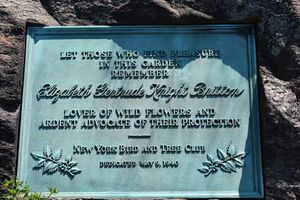 LET THOSE WHO FIND PLEASURE
IN THIS GARDEN
REMEMBER
Elizabeth Gertrude Knight Britton
LOVER OF WILD FLOWERS AND
ARDENT ADVOCATE OF THEIR PROTECTION
NEW YORK BIRD AND TREE CLUB
DEDICATED MAY 8, 1940